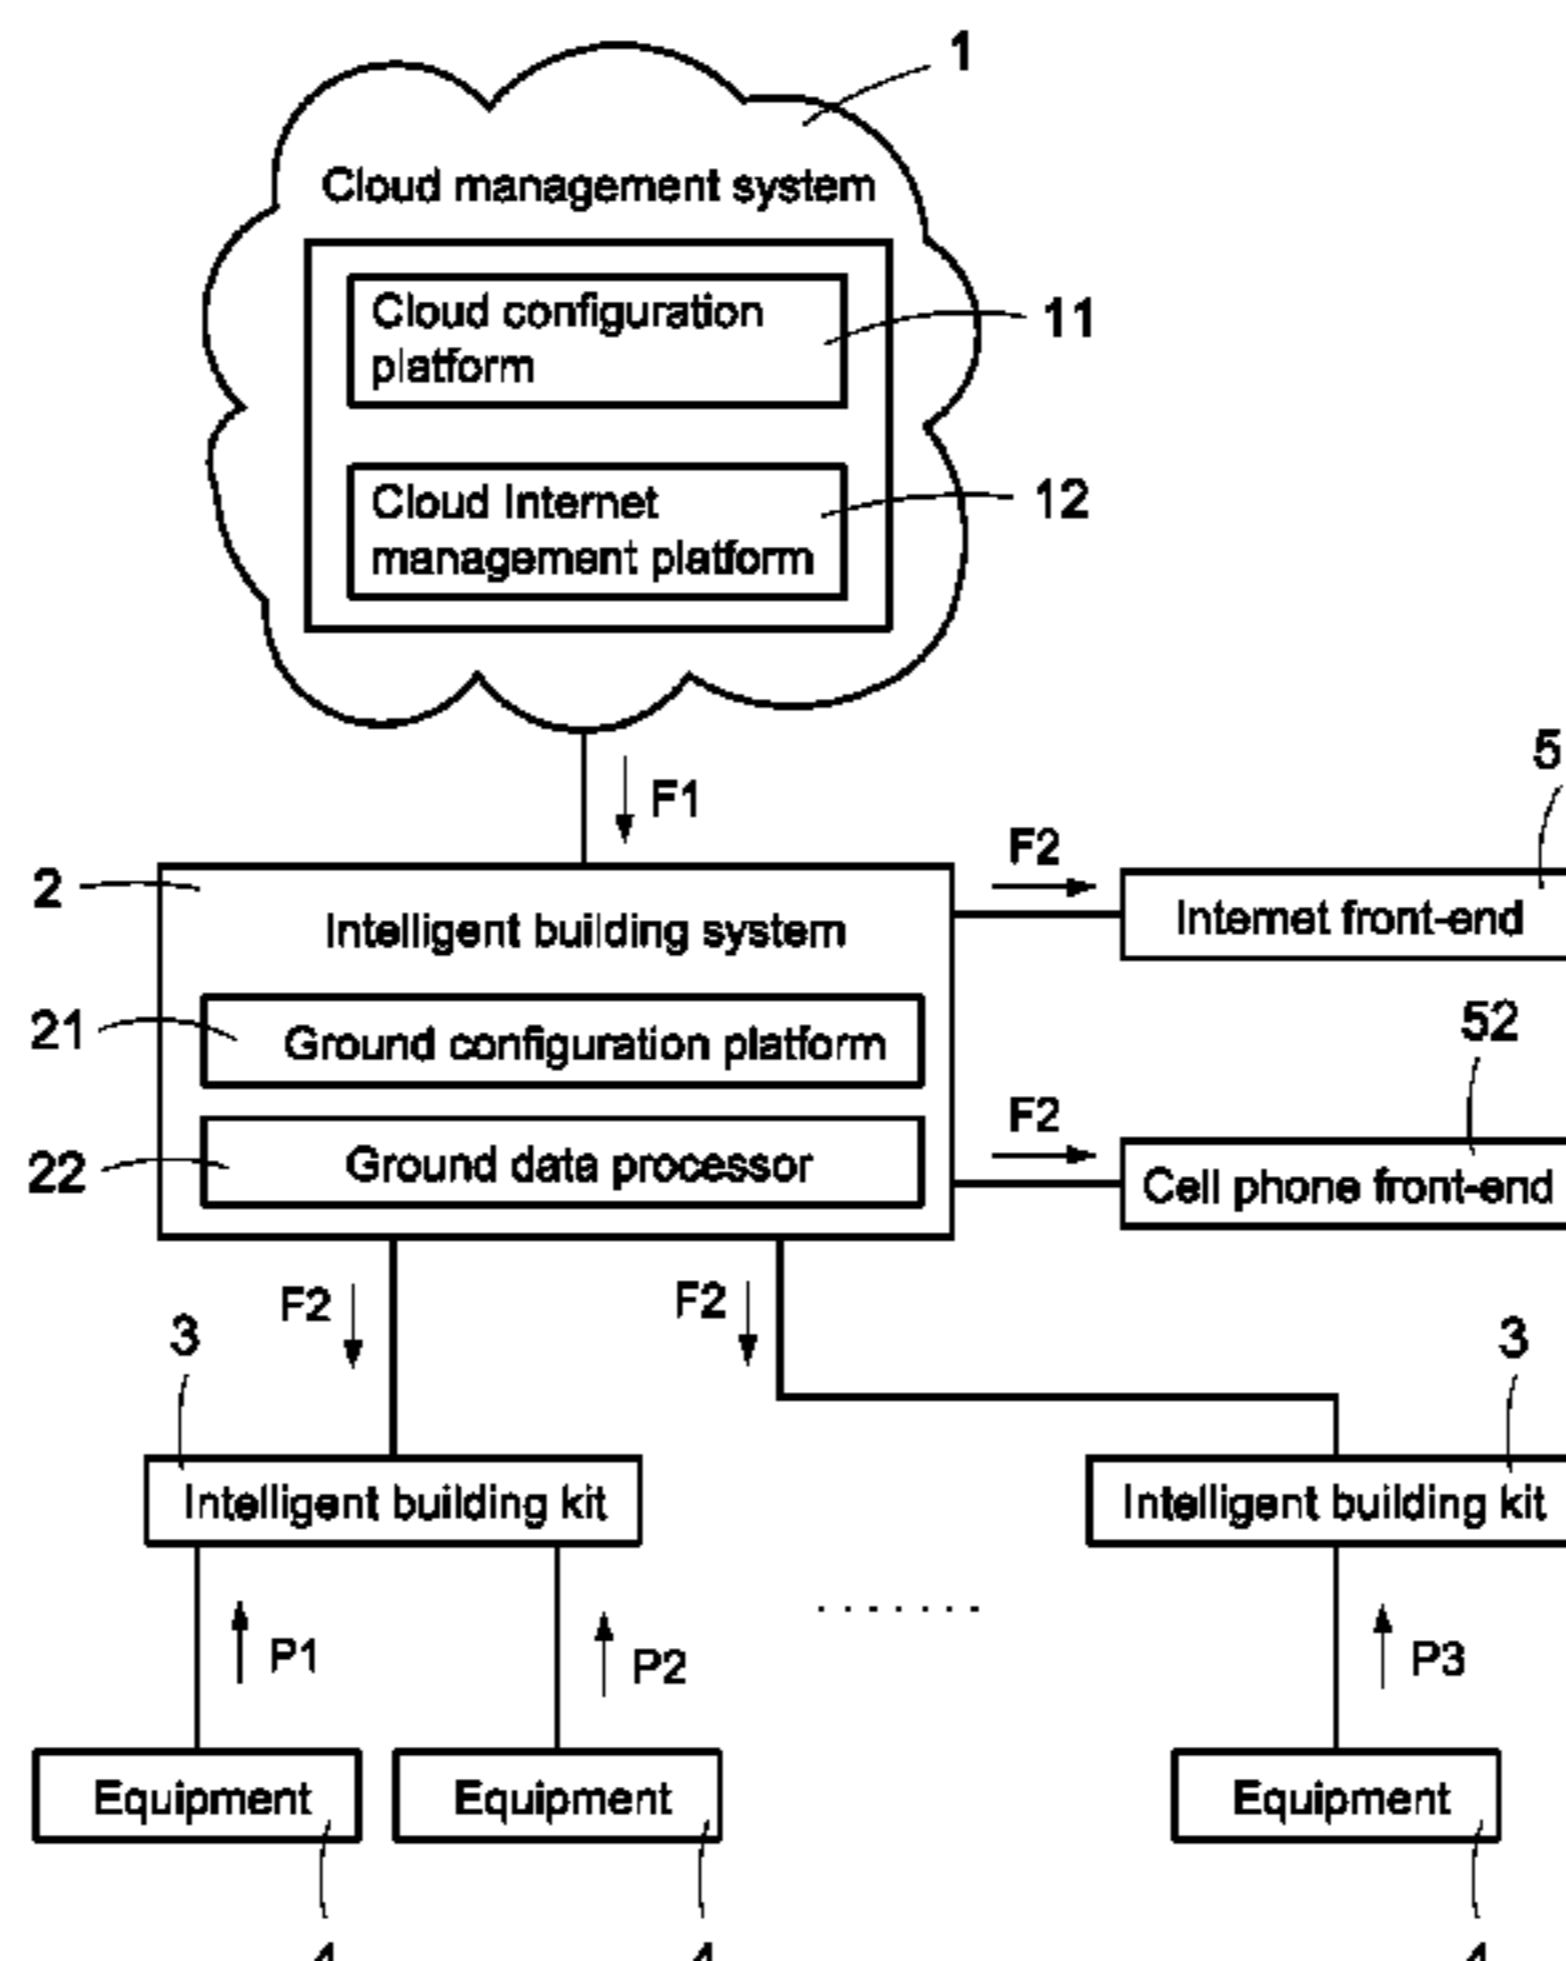 1
Cloud management system
Cloud configuration
platform
11
Cloud Internet
management platform
12
F1
5
2
F2
Intelligent building system
Internet front-end
21
Ground configuration platform
52
F2
22
Ground data processor
Cell phone front-end
F2
F2
3
3
Intelligent building kit
Intelligent building kit
.......
P1
P2
P3
Equipment
Equipment
Equipment
4
4
4